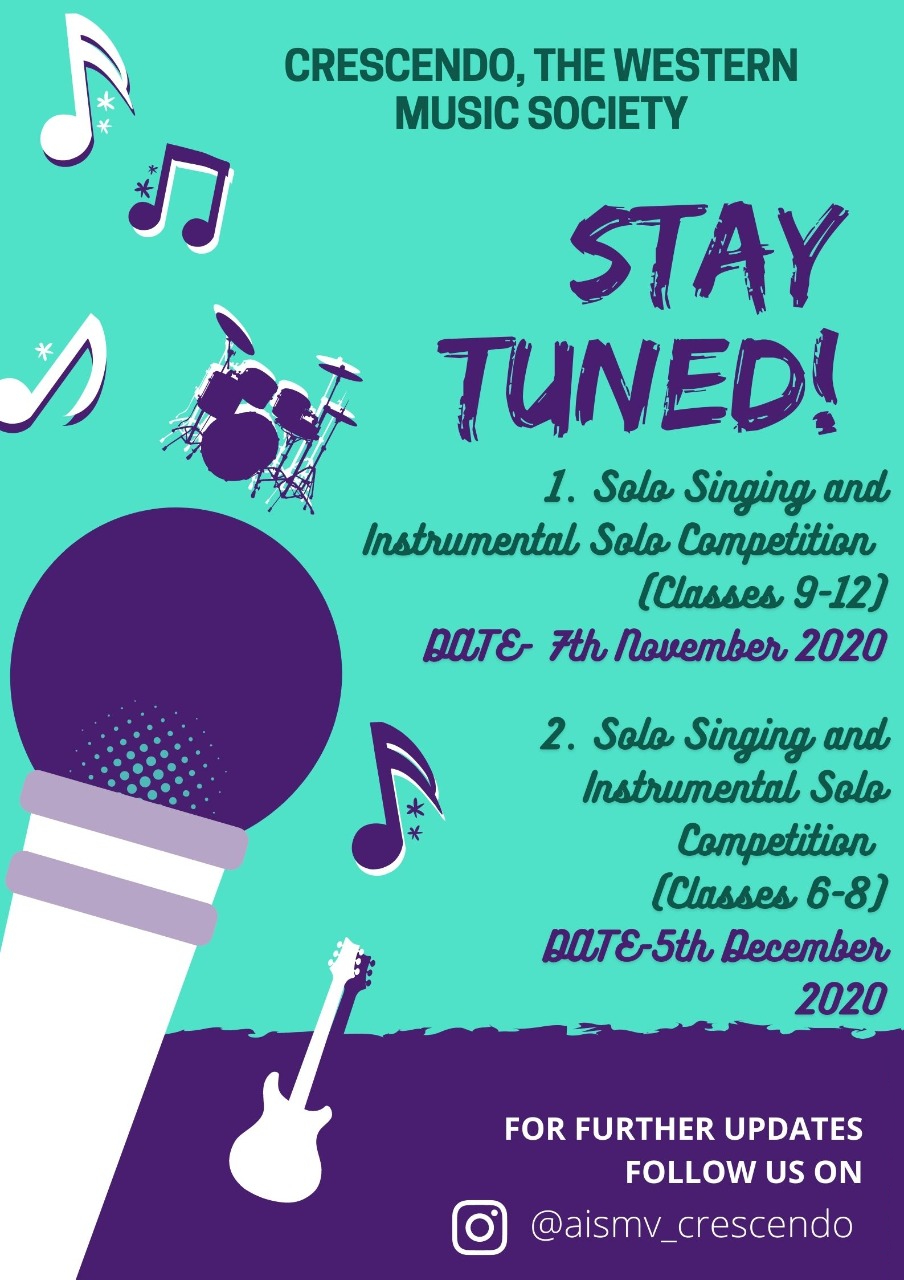 CRESCENDO, THE WESTERN
MUSIC SOCIETY
STAY
TUNED!
1. Solo Singing and
Instrumental Solo Competition
(Classes 9-12)
DATE- 7th November 2020
2. Solo Singing and
Instrumental Solo
Competition
(Classes 6-8)
DATE-5th December
2020
FOR FURTHER UPDATES
FOLLOW US ON
@aismv_crescendo